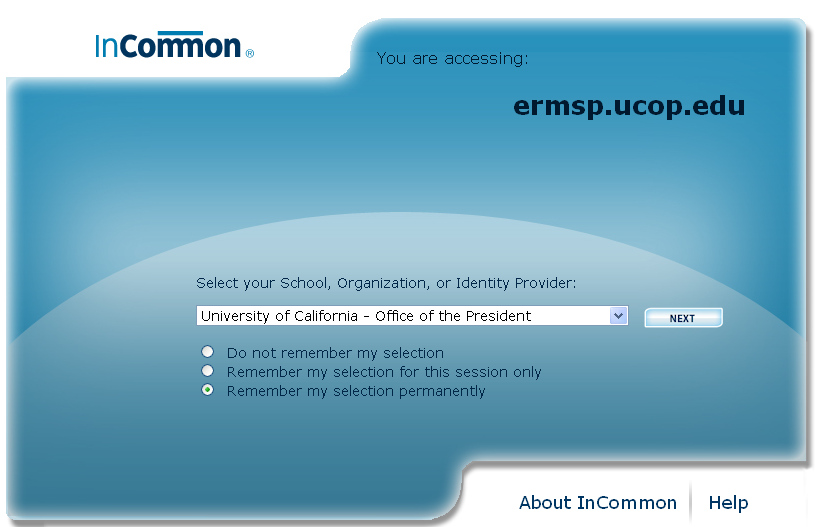 InCommon®
You are accessing:
ermsp.ucop.edu
Select your School, Organization, or Identity Provider:
University of California - Office of the President
NEXT
Do not remember my selection
Remember my selection for this session only
Remember my selection permanently
About InCommon
Help